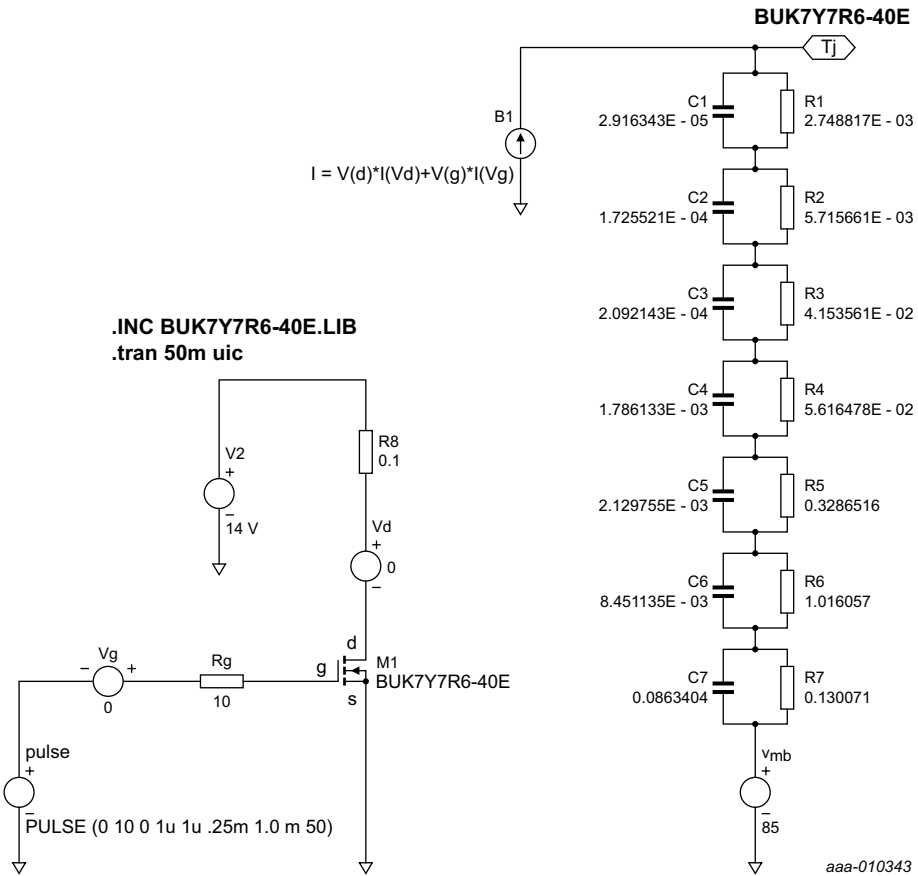 BUK7Y7R6-40E
Tj
B1
I = V(d)*I(Vd)+V(g)*I(Vg)
C1
2.916343E - 05
R1
2.748817E - 03
C2
1.725521E - 04
R2
5.715661E - 03
C3
2.092143E - 04
R3
4.153561E - 02
C4
1.786133E - 03
R4
5.616478E - 02
C5
2.129755E - 03
R5
0.3286516
C6
8.451135E - 03
R6
1.016057
C7
0.0863404
R7
0.130071
vmb
+
–
85
.INC BUK7Y7R6-40E.LIB
.tran 50m uic
V2
+
–
14 V
R8
0.1
Vd
+
0
–
d
g
s
M1
BUK7Y7R6-40E
Vg
–
+
0
Rg
10
pulse
+
–
PULSE (0 10 0 1u 1u .25m 1.0 m 50)
aaa-010343